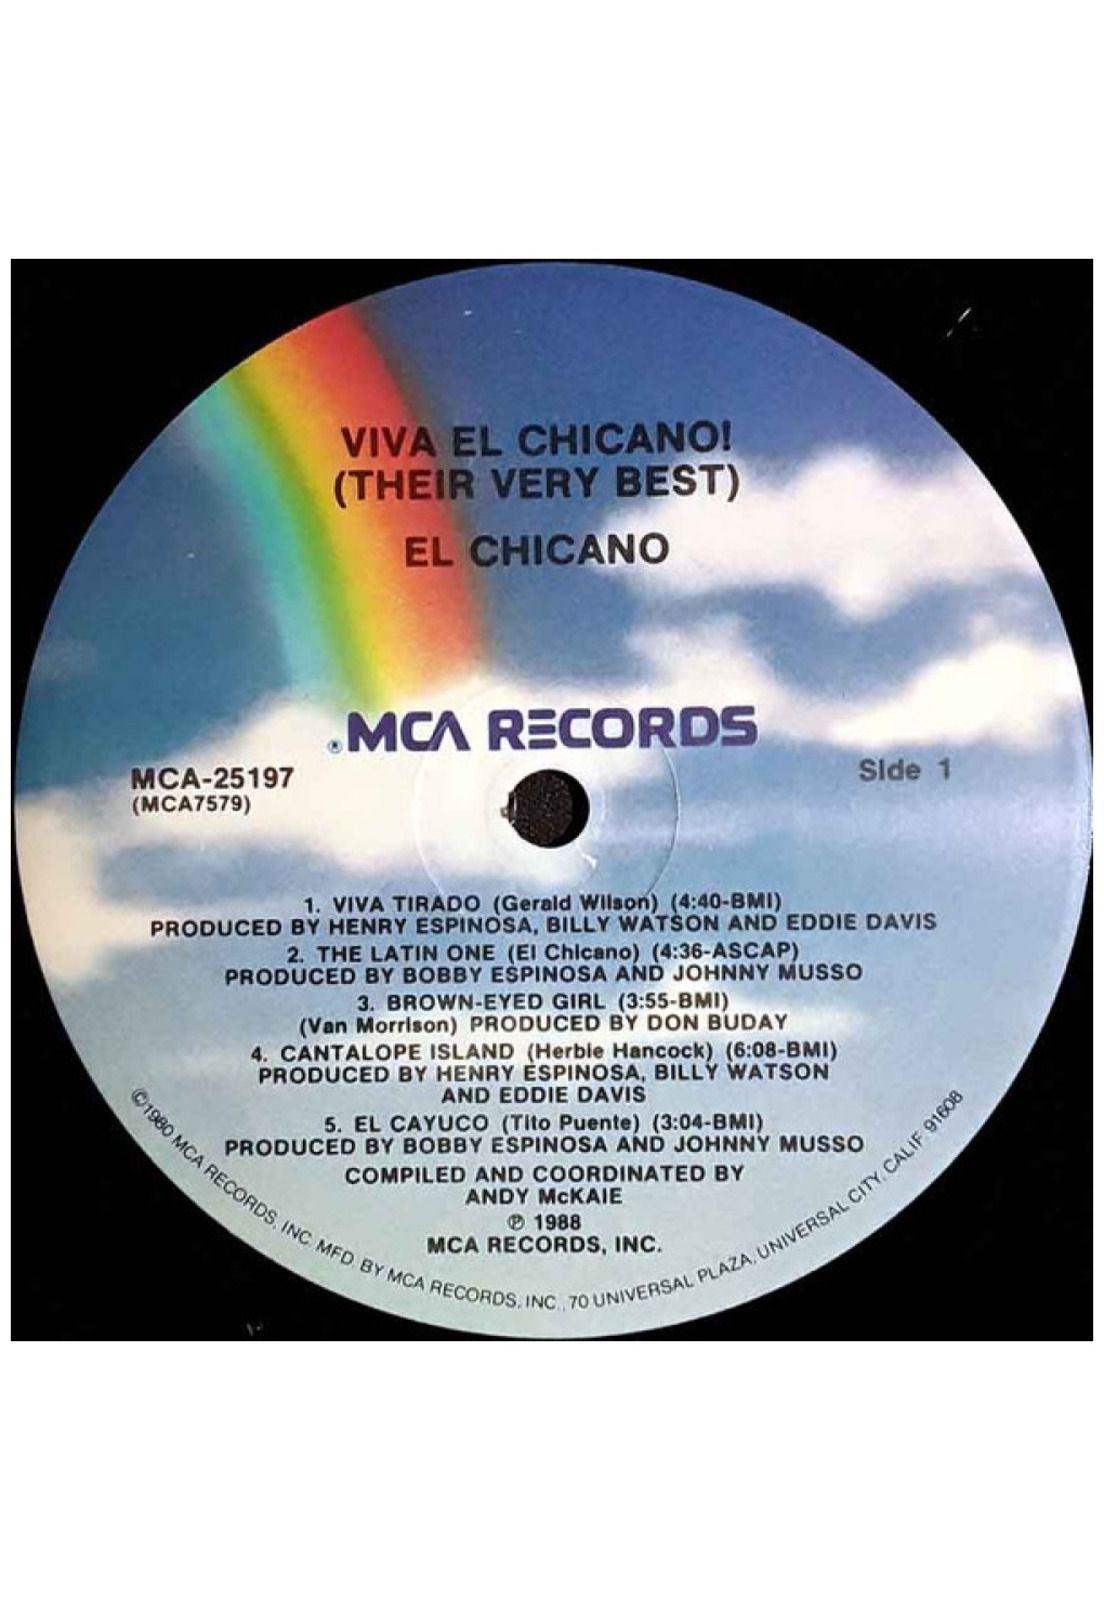 VIVA EL CHICANO!
(THEIR VERY BEST)
EL CHICANO
® MCA RECORDS
MCA-25197
(MCA7579)
Side 1
1. VIVA TIRADO (Gerald Wilson) (4:40-BMI)
PRODUCED BY HENRY ESPINOSA, BILLY WATSON AND EDDIE DAVIS
2. THE LATIN ONE (El Chicano) (4:36-ASCAP)
PRODUCED BY BOBBY ESPINOSA AND JOHNNY MUSSO
3. BROWN-EYED GIRL (3:55-BMI)
(Van Morrison) PRODUCED BY DON BUDAY
4. CANTALOPE ISLAND (Herbie Hancock) (6:08-BMI)
PRODUCED BY HENRY ESPINOSA, BILLY WATSON
AND EDDIE DAVIS
5. EL CAYUCO (Tito Puente) (3:04-BMI)
PRODUCED BY BOBBY ESPINOSA AND JOHNNY MUSSO
COMPILED AND COORDINATED BY
ANDY McKAIE
℗ 1988
MCA RECORDS, INC.
©1980 MCA RECORDS, INC. MFD. BY MCA RECORDS, INC., 70 UNIVERSAL PLAZA, UNIVERSAL CITY, CALIF. 91608